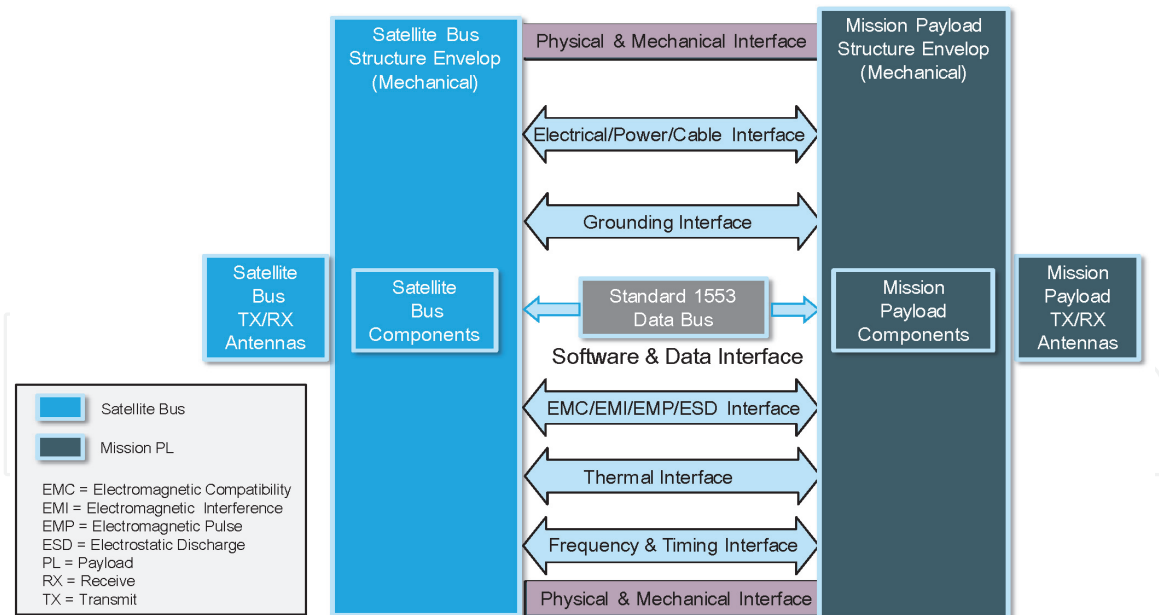 Satellite Bus
Structure Envelop
(Mechanical)
Physical & Mechanical Interface
Mission Payload
Structure Envelop
(Mechanical)
Electrical/Power/Cable Interface
Grounding Interface
Satellite
Bus
TX/RX
Antennas
Satellite
Bus
Components
Standard 1553
Data Bus
Mission
Payload
Components
Mission
Payload
TX/RX
Antennas
Software & Data Interface
EMC/EMI/EMP/ESD Interface
Thermal Interface
Frequency & Timing Interface
Physical & Mechanical Interface
Satellite Bus
Mission PL
EMC = Electromagnetic Compatibility
EMI = Electromagnetic Interference
EMP = Electromagnetic Pulse
ESD = Electrostatic Discharge
PL = Payload
RX = Receive
TX = Transmit